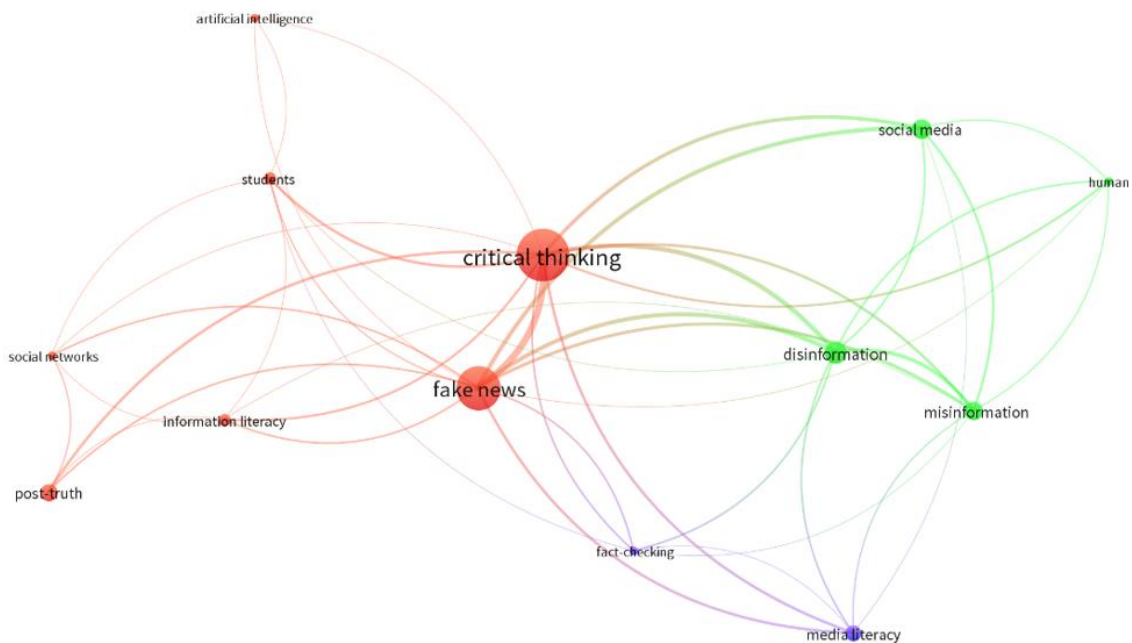 artificial intelligence
social media
students
human
critical thinking
social networks
disinformation
fake news
misinformation
information literacy
post-truth
fact-checking
media literacy